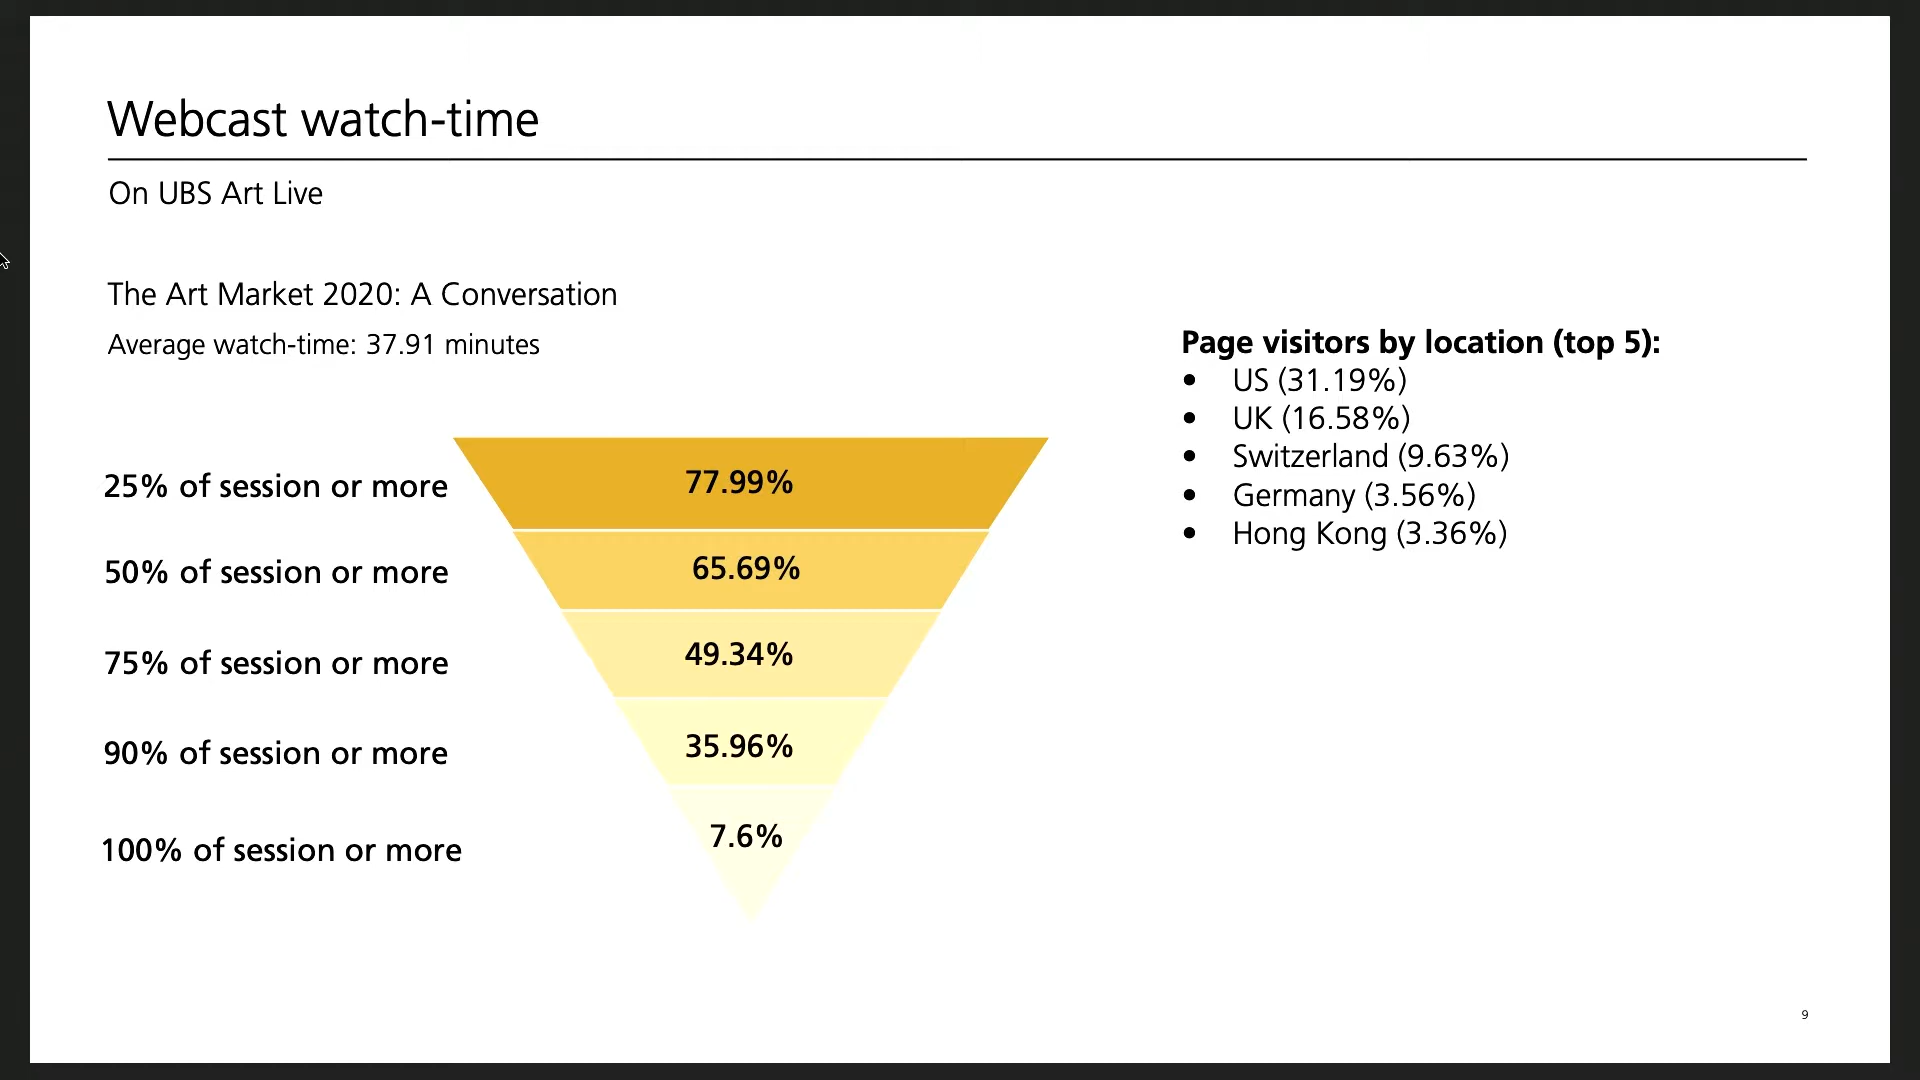 Webcast watch-time
On UBS Art Live
The Art Market 2020: A Conversation
Average watch-time: 37.91 minutes
25% of session or more 77.99%
50% of session or more 65.69%
75% of session or more 49.34%
90% of session or more 35.96%
100% of session or more 7.6%
Page visitors by location (top 5):
• US (31.19%)
• UK (16.58%)
• Switzerland (9.63%)
• Germany (3.56%)
• Hong Kong (3.36%)
9